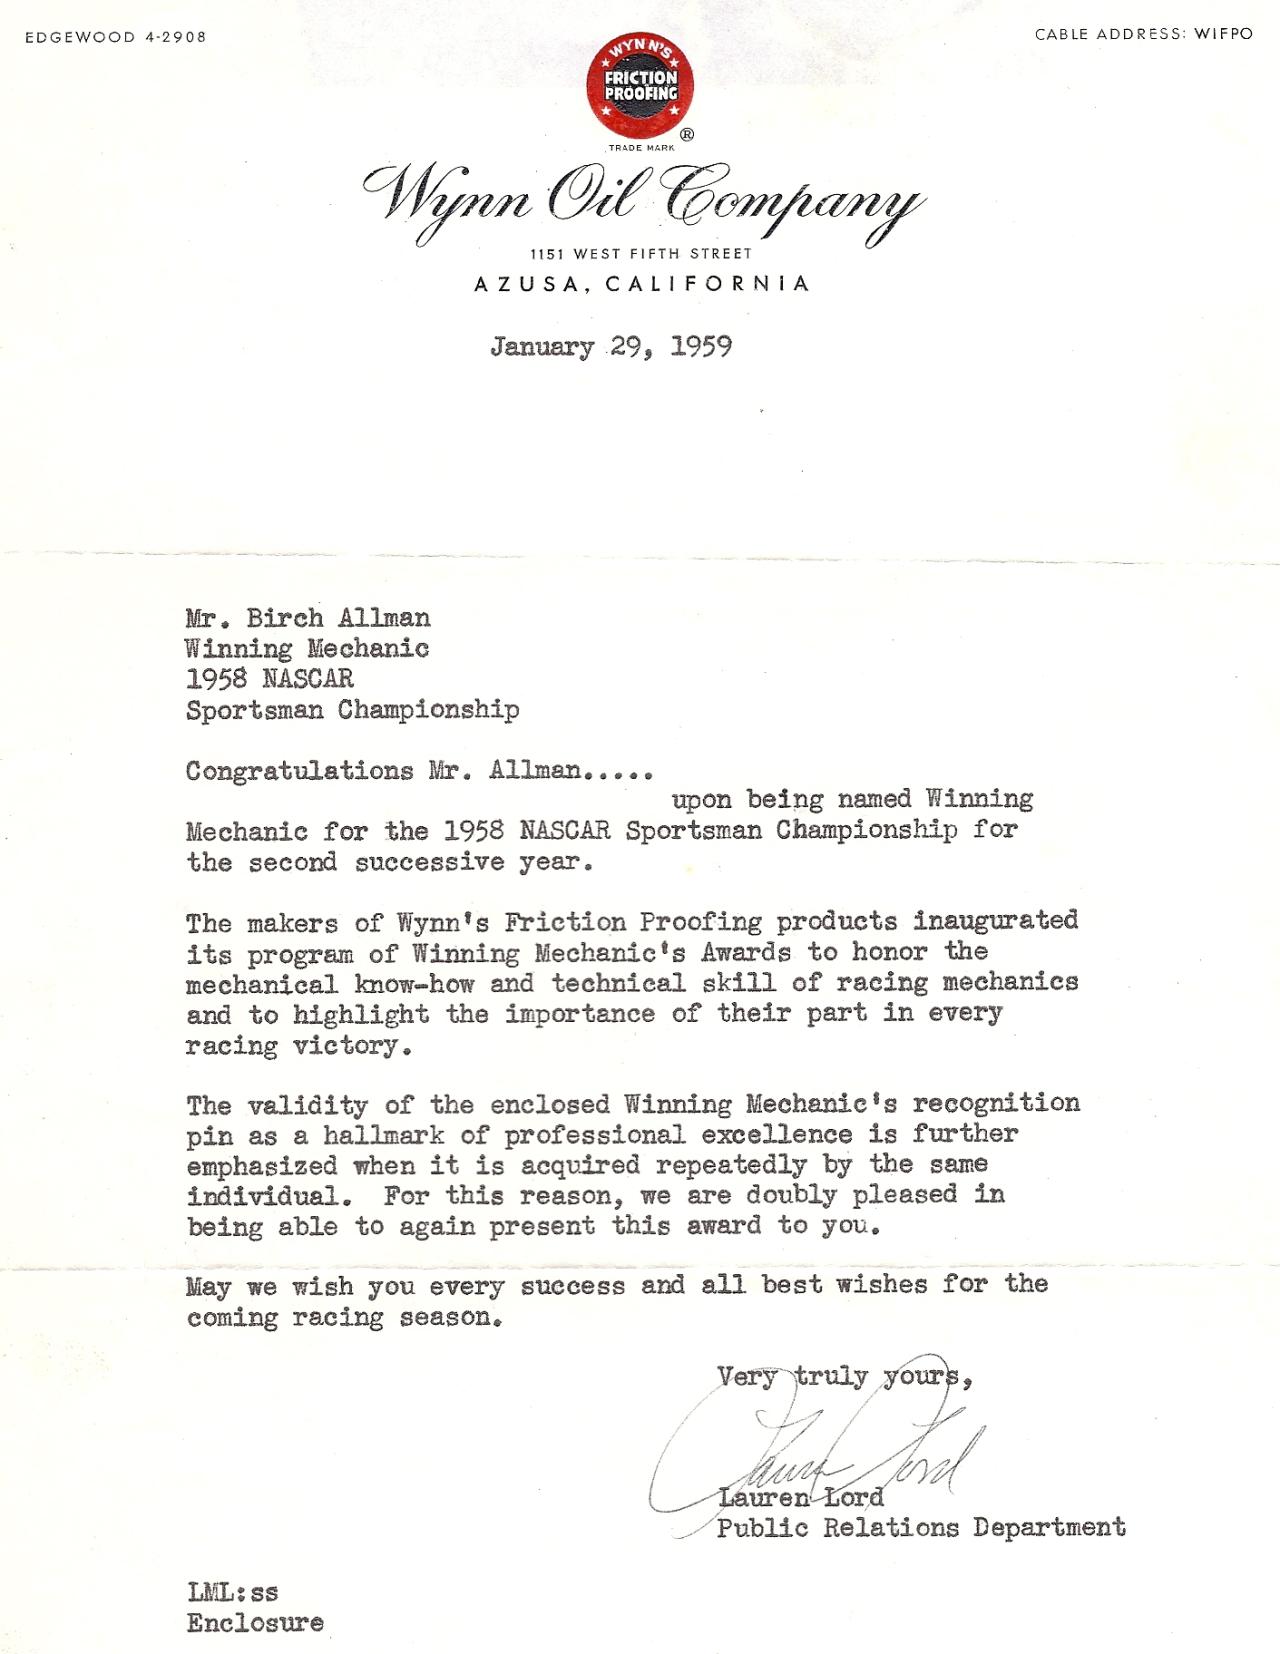 EDGEWOOD 4-2908
CABLE ADDRESS: WIFPO
WYNN'S
FRICTION
PROOFING
®
TRADE MARK
Wynn Oil Company
1151 WEST FIFTH STREET
AZUSA, CALIFORNIA
January 29, 1959
Mr. Birch Allman
Winning Mechanic
1958 NASCAR
Sportsman Championship
Congratulations Mr. Allman.....
upon being named Winning
Mechanic for the 1958 NASCAR Sportsman Championship for
the second successive year.
The makers of Wynn's Friction Proofing products inaugurated
its program of Winning Mechanic's Awards to honor the
mechanical know-how and technical skill of racing mechanics
and to highlight the importance of their part in every
racing victory.
The validity of the enclosed Winning Mechanic's recognition
pin as a hallmark of professional excellence is further
emphasized when it is acquired repeatedly by the same
individual.  For this reason, we are doubly pleased in
being able to again present this award to you.
May we wish you every success and all best wishes for the
coming racing season.
Very truly yours,
Lauren Lord
Lauren Lord
Public Relations Department
LML:ss
Enclosure